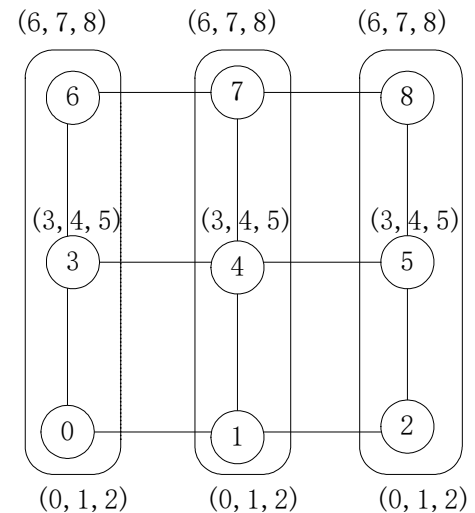 (6, 7, 8) (6, 7, 8) (6, 7, 8)
6 7 8
(3, 4, 5) (3, 4, 5) (3, 4, 5)
3 4 5
0 1 2
(0, 1, 2) (0, 1, 2) (0, 1, 2)